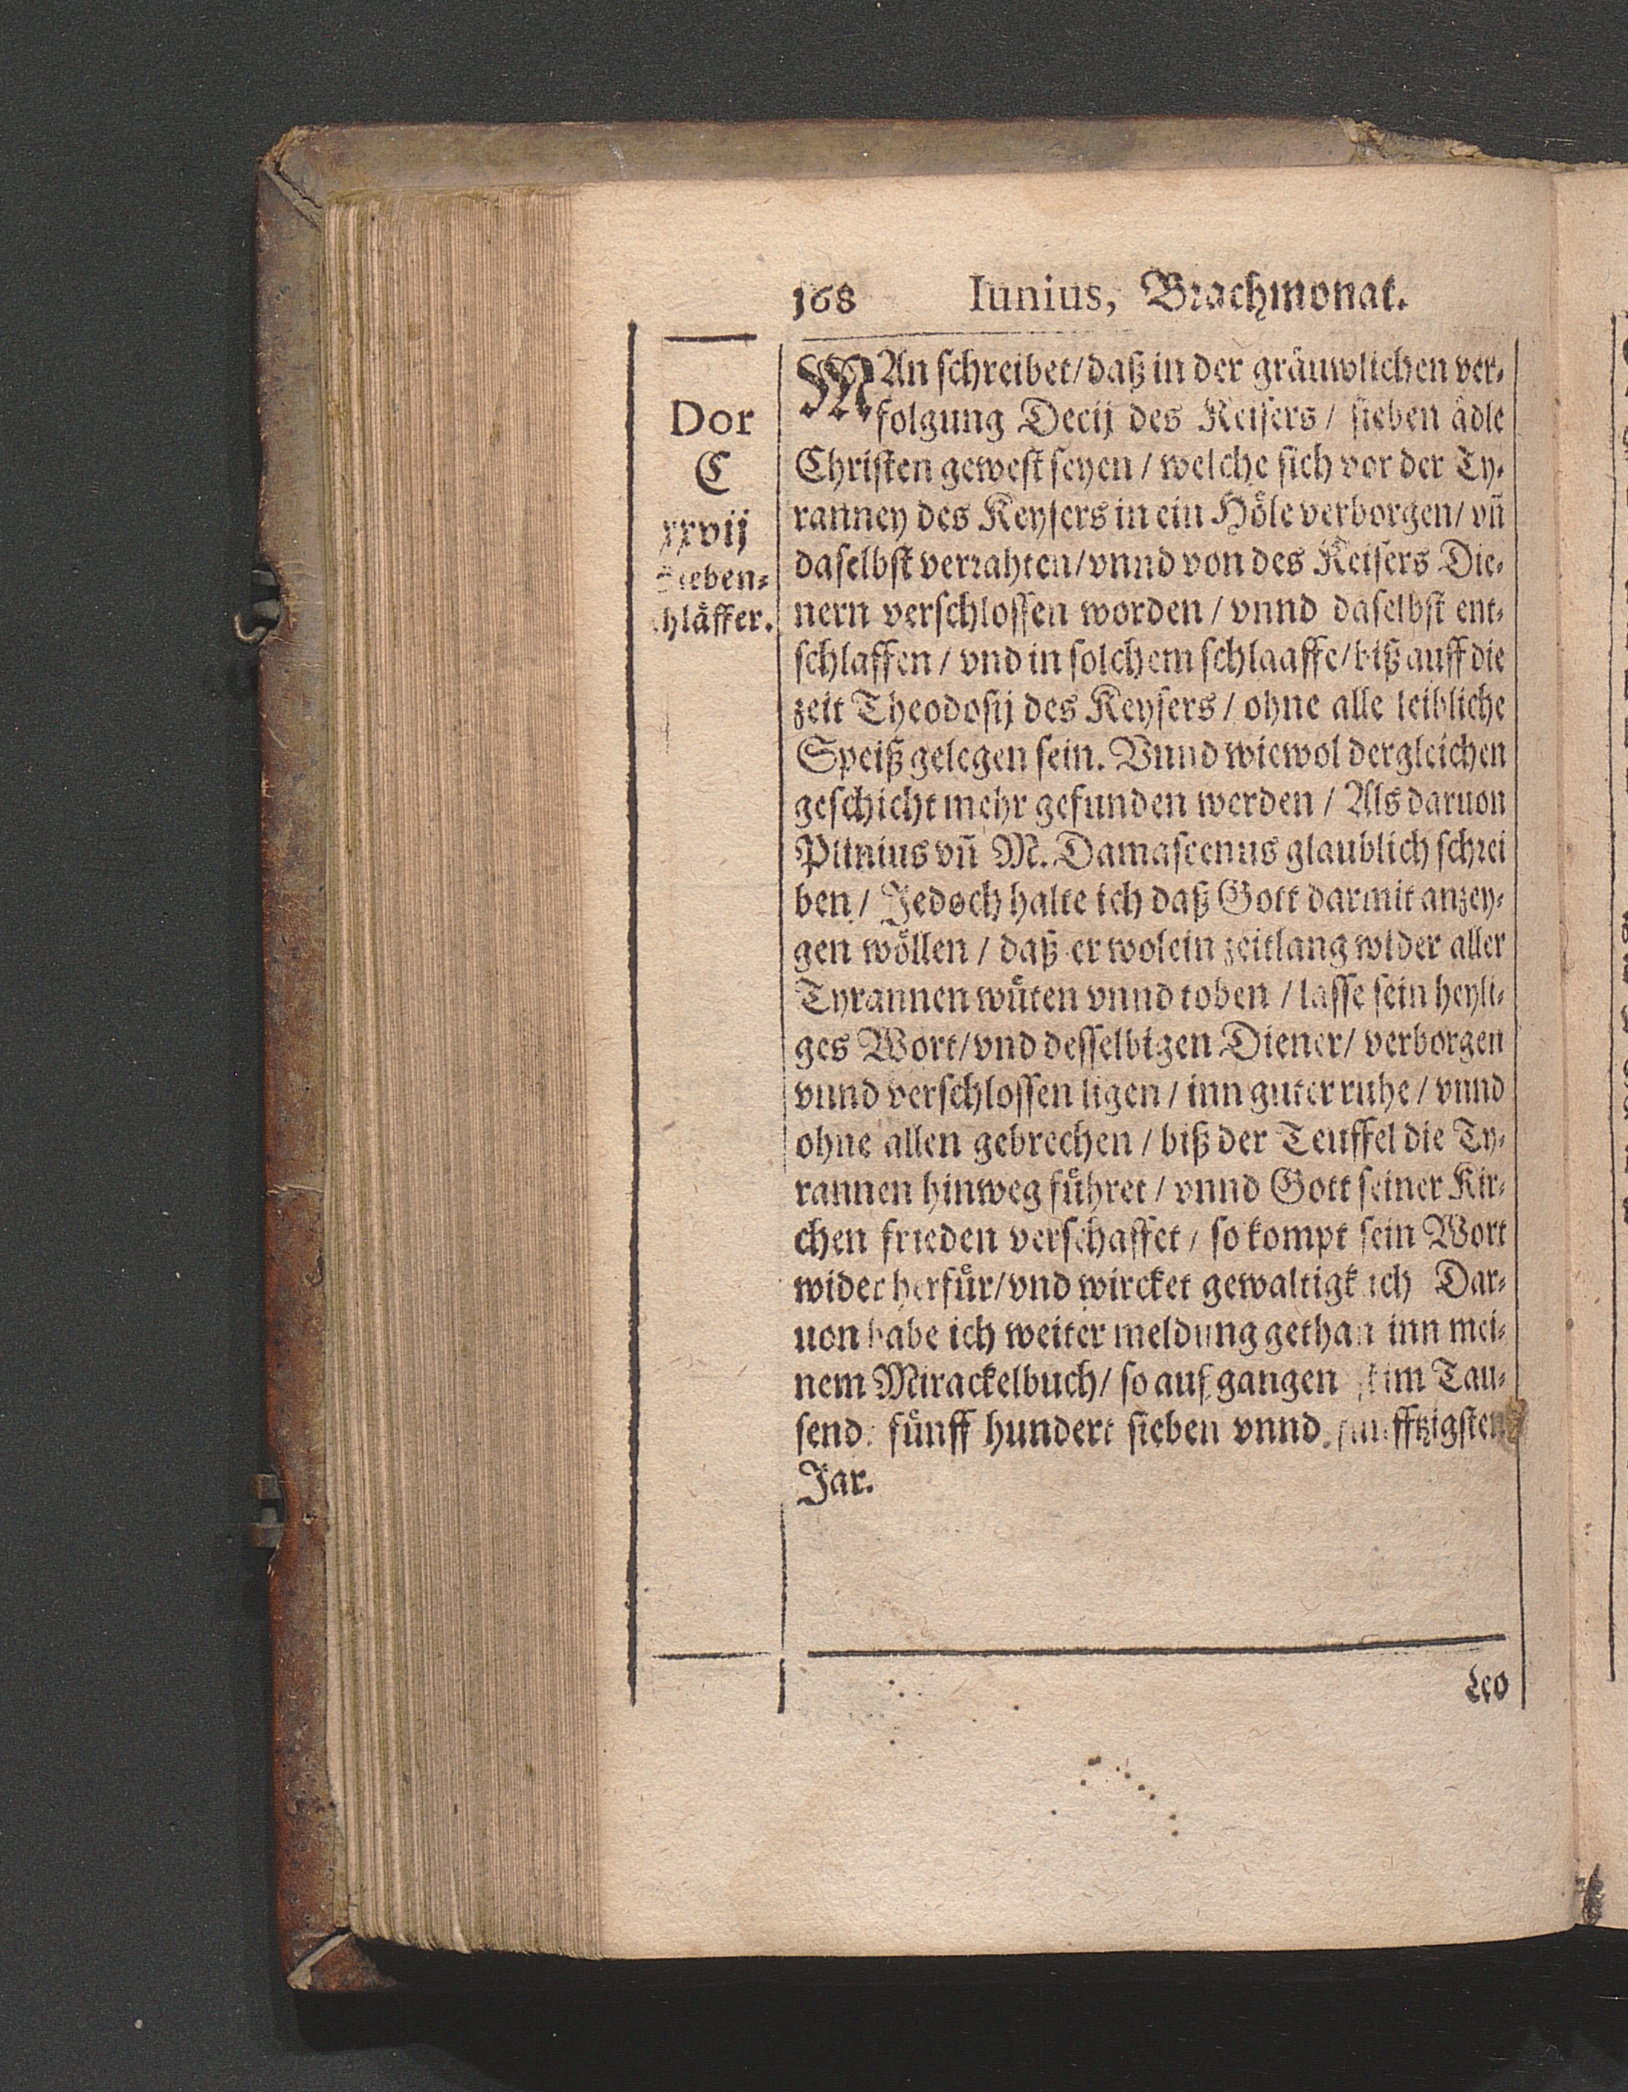 168 Iunius, Brachmonat.
Dor
C
xxvij
Sieben-
chläffer.
MAn schreibet/daß in der gräuwlichen ver-
folgung Decij des Keisers / sieben ädle
Christen gewest seyen / welche sich vor der Ty-
ranney des Keysers in ein Höle verborgen/ vñ
daselbst verrahten/vnnd von des Keisers Die-
nern verschlossen worden / vnnd daselbst ent-
schlaffen / vnd in solchem schlaaffe/biß auff die
zeit Theodosij des Keysers / ohne alle leibliche
Speiß gelegen sein. Vnnd wiewol dergleichen
geschicht mehr gefunden werden / Als daruon
Plinius vñ M. Damascenus glaublich schrei
ben / Jedoch halte ich daß Gott darmit anzey-
gen wöllen / daß er wol ein zeitlang wider aller
Tyrannen wüten vnnd toben / lasse sein heyli-
ges Wort/vnd desselbigen Diener/ verborgen
vnnd verschlossen ligen / inn guter ruhe / vnnd
ohne allen gebrechen / biß der Teuffel die Ty-
rannen hinweg führet / vnnd Gott seiner Kir-
chen frieden verschaffet / so kompt sein Wort
wider herfür/vnd wircket gewaltigklich Dar-
uon habe ich weiter meldung gethan inn mei-
nem Mirackelbuch/ so außgangen ist im Tau-
send fünff hundert sieben vnnd fünfftzigsten
Jar.
Leo